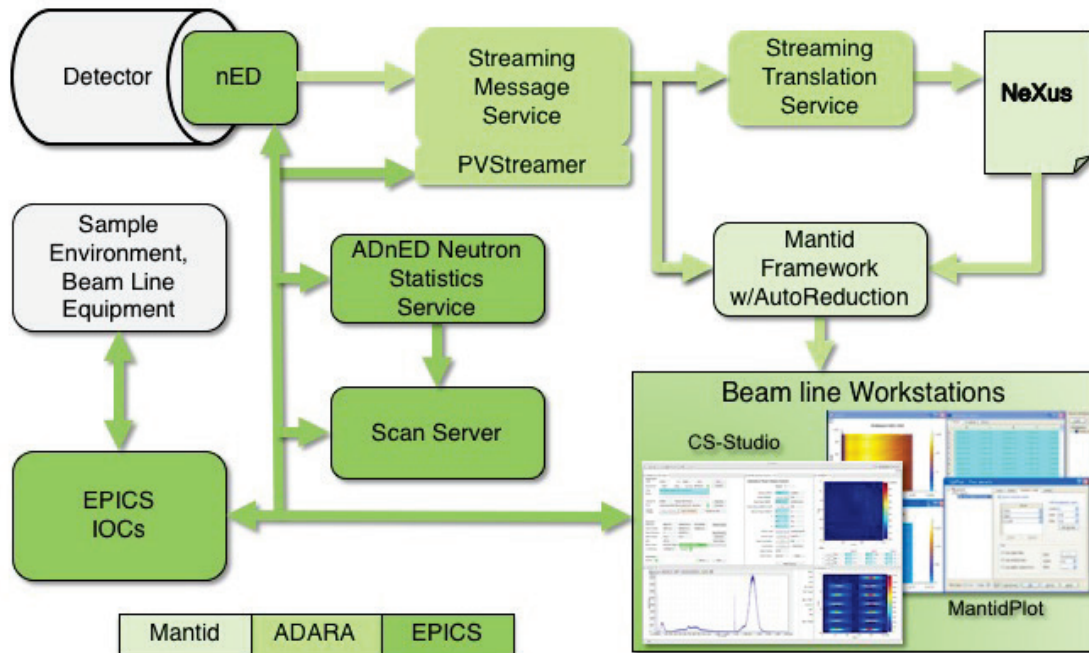 Detector
nED
Streaming
Message
Service
PVStreamer
Streaming
Translation
Service
NeXus
Sample
Environment,
Beam Line
Equipment
ADnED Neutron
Statistics
Service
Mantid
Framework
w/AutoReduction
Scan Server
EPICS
IOCs
Beam line Workstations
CS-Studio
MantidPlot
Mantid
ADARA
EPICS